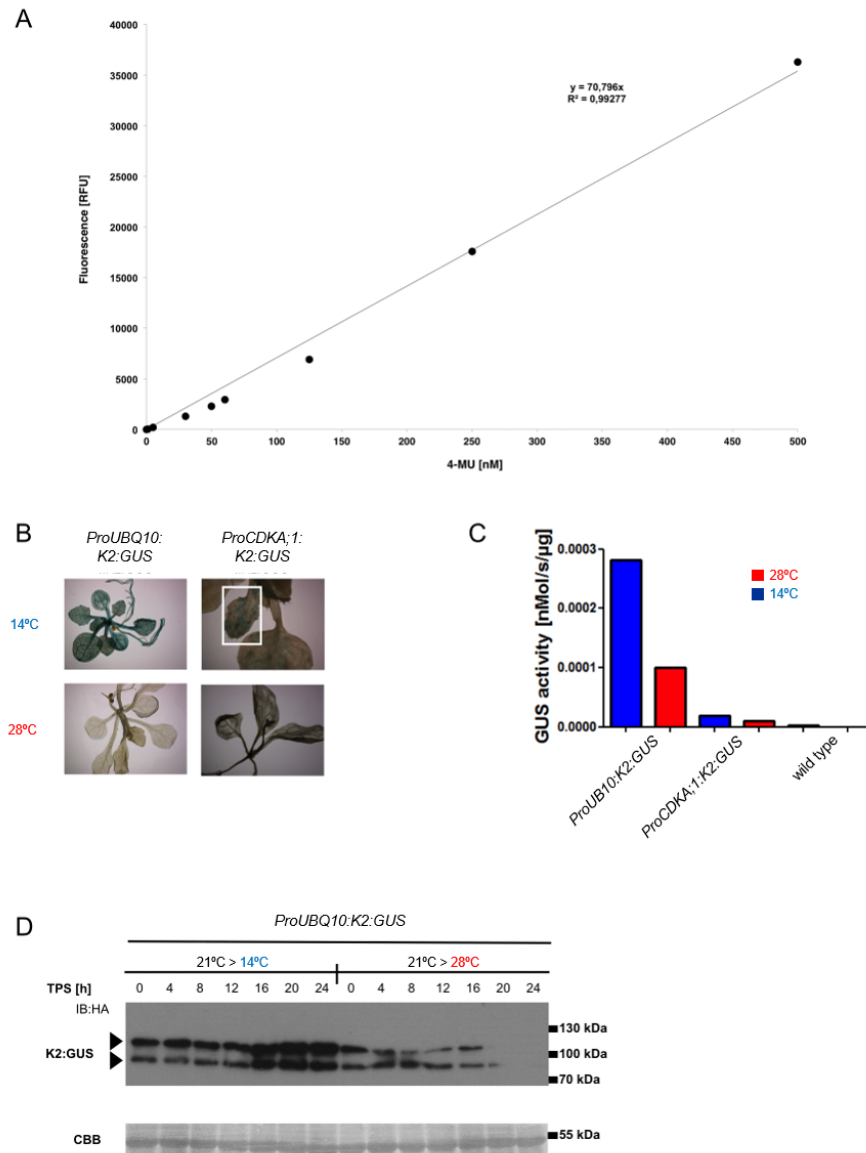 A
40000
35000
30000
25000
20000
15000
10000
5000
0
Fluorescence [RFU]
y = 70,796x
R² = 0,99277
0 50 100 150 200 250 300 350 400 450 500
4-MU [nM]
B
ProUBQ10:
K2:GUS
ProCDKA;1:
K2:GUS
14ºC
28ºC
C
GUS activity [nMol/s/µg]
0.0003
0.0002
0.0001
0.0000
28ºC
14ºC
ProUB10:K2:GUS
ProCDKA;1:K2:GUS
wild type
D
ProUBQ10:K2:GUS
21ºC > 14ºC 21ºC > 28ºC
TPS [h] 0 4 8 12 16 20 24 0 4 8 12 16 20 24
IB:HA
130 kDa
K2:GUS
100 kDa
70 kDa
CBB
55 kDa